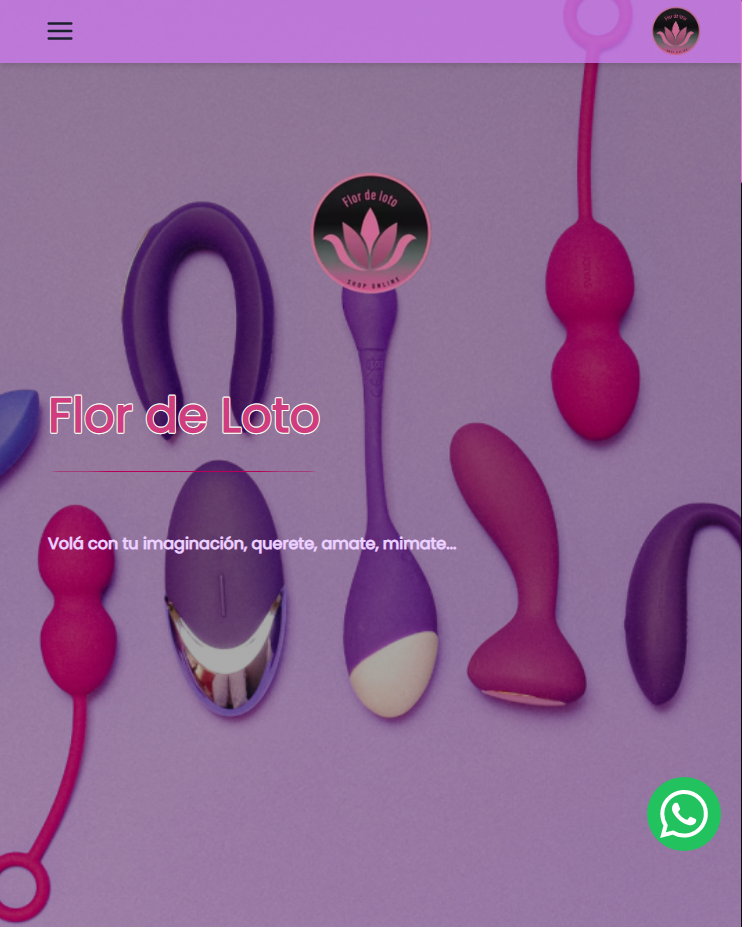 Flor de loto
SHOP ONLINE
Flor de Loto
Volá con tu imaginación, querete, amate, mimate...